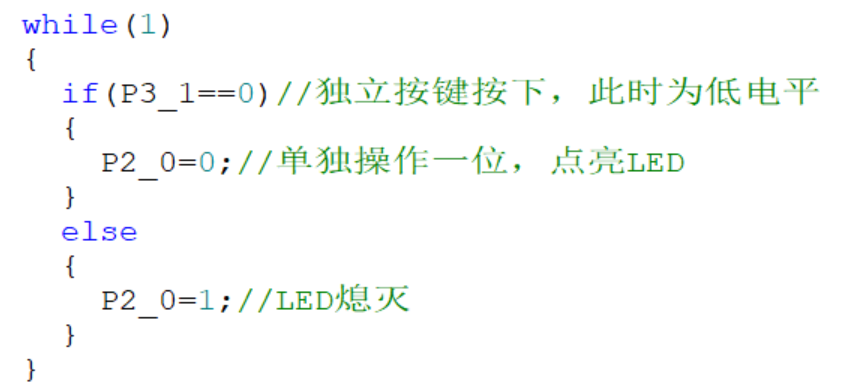 while(1)
{
if(P3_1==0)//独立按键按下，此时为低电平
{
P2_0=0;//单独操作一位，点亮LED
}
else
{
P2_0=1;//LED熄灭
}
}